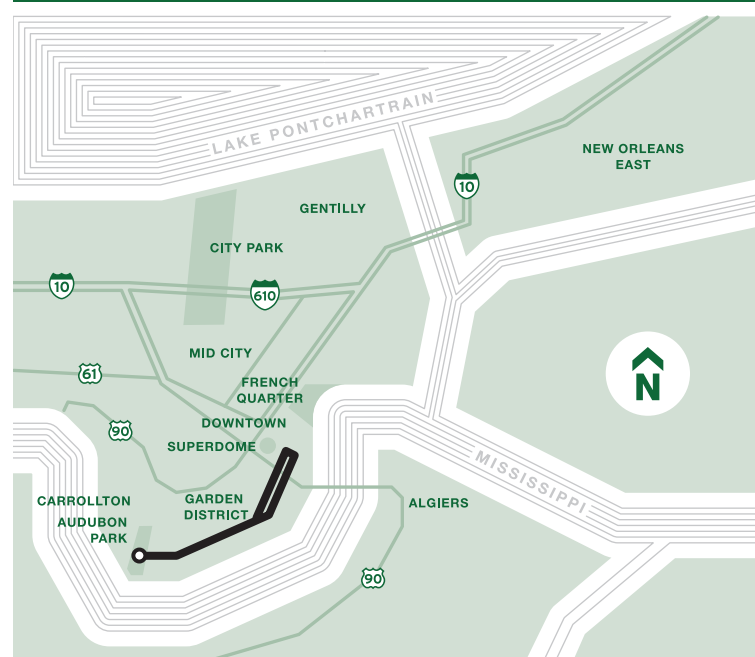 LAKE PONTCHARTRAIN
NEW ORLEANS
EAST
10
GENTILLY
CITY PARK
10
610
MID CITY
61
N
FRENCH
QUARTER
DOWNTOWN
90
SUPERDOME
MISSISSIPPI
CARROLLTON
GARDEN
DISTRICT
ALGIERS
AUDUBON
PARK
90